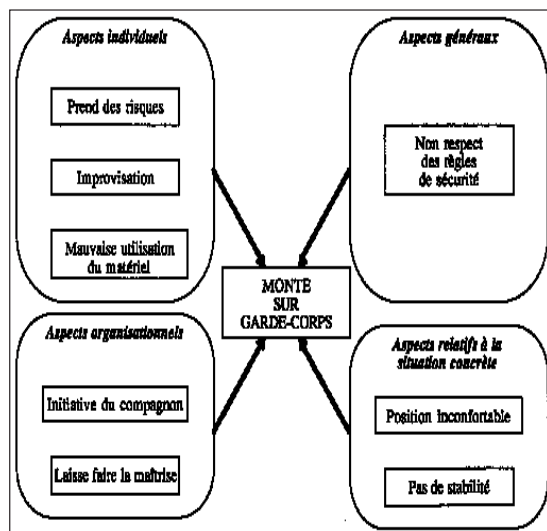 Aspects individuels
Prend des risques
Improvisation
Mauvaise utilisation
du matériel
Aspects généraux
Non respect
des règles
de sécurité
MONTE
SUR
GARDE-CORPS
Aspects organisationnels
Initiative du compagnon
Laisse faire la maîtrise
Aspects relatifs à la
situation concrète
Position inconfortable
Pas de stabilité